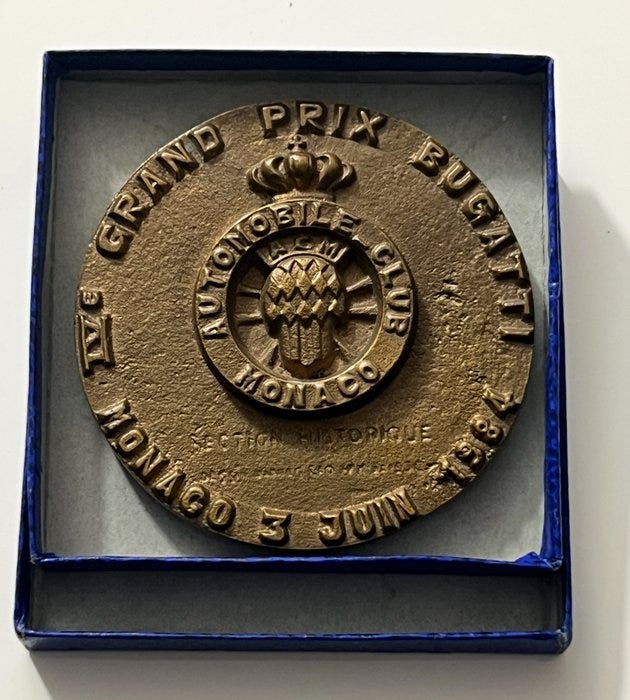 IVe GRAND PRIX BUGATTI
AUTOMOBILE CLUB
ACM
MONACO
SECTION HISTORIQUE
MONACO 3 JUIN 1984